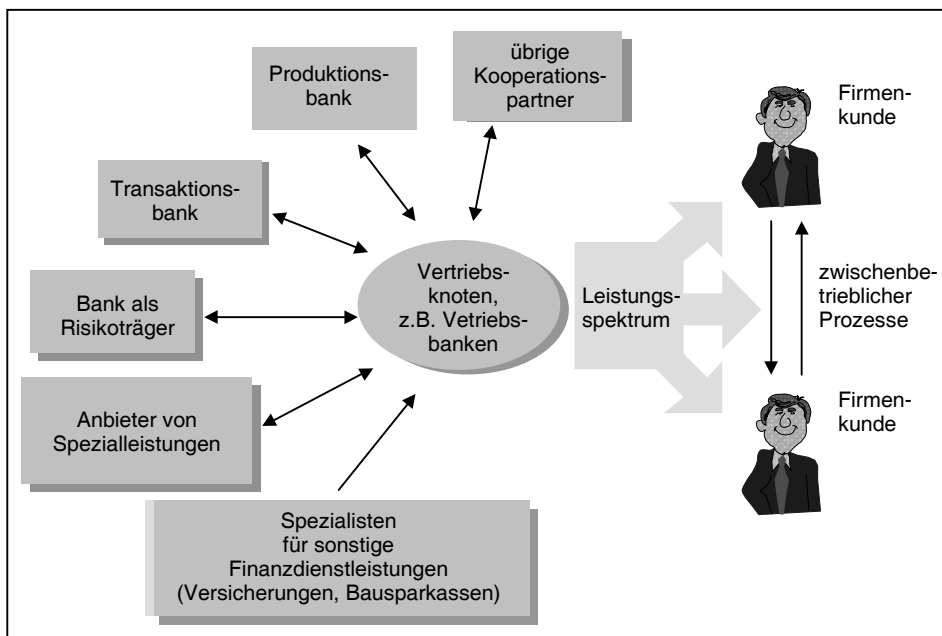 Produktions-
bank
übrige
Kooperations-
partner
Firmen-
kunde
Transaktions-
bank
Vertriebs-
knoten,
z.B. Vetriebs-
banken
Leistungs-
spektrum
zwischenbe-
trieblicher
Prozesse
Bank als
Risikoträger
Anbieter von
Spezialleistungen
Firmen-
kunde
Spezialisten
für sonstige
Finanzdienstleistungen
(Versicherungen, Bausparkassen)